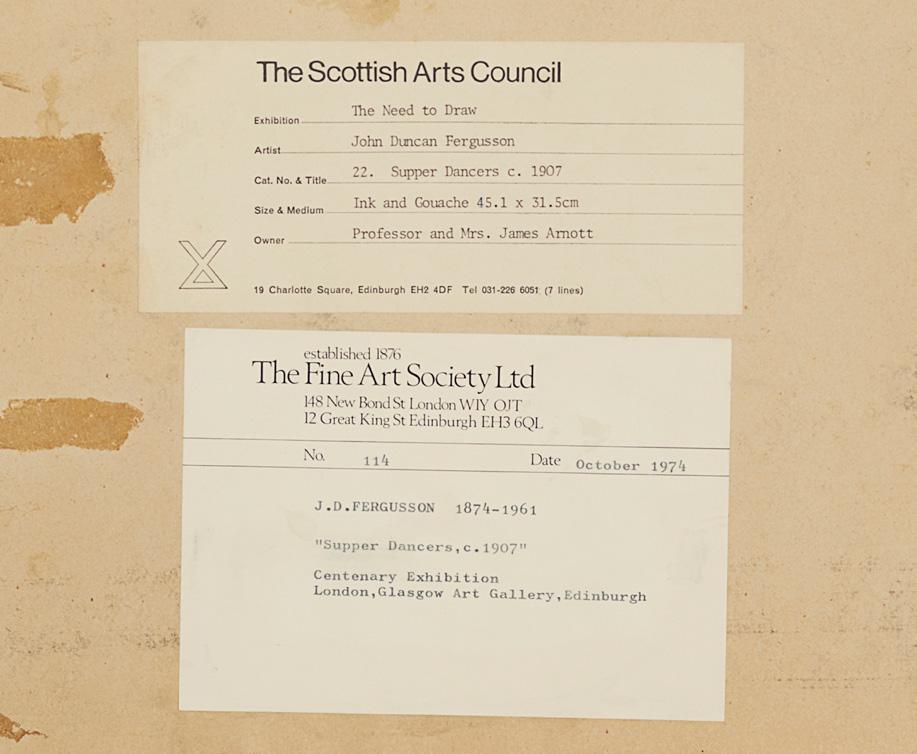 The Scottish Arts Council
Exhibition The Need to Draw
Artist John Duncan Fergusson
Cat. No. & Title 22. Supper Dancers c. 1907
Size & Medium Ink and Gouache 45.1 x 31.5cm
Owner Professor and Mrs. James Arnott
19 Charlotte Square, Edinburgh EH2 4DF Tel 031-226 6051 (7 lines)
established 1876
The Fine Art Society Ltd
148 New Bond St London W1Y OJT
12 Great King St Edinburgh EH3 6QL
No. 114 Date October 1974
J.D.FERGUSSON 1874-1961
"Supper Dancers,c.1907"
Centenary Exhibition
London,Glasgow Art Gallery,Edinburgh